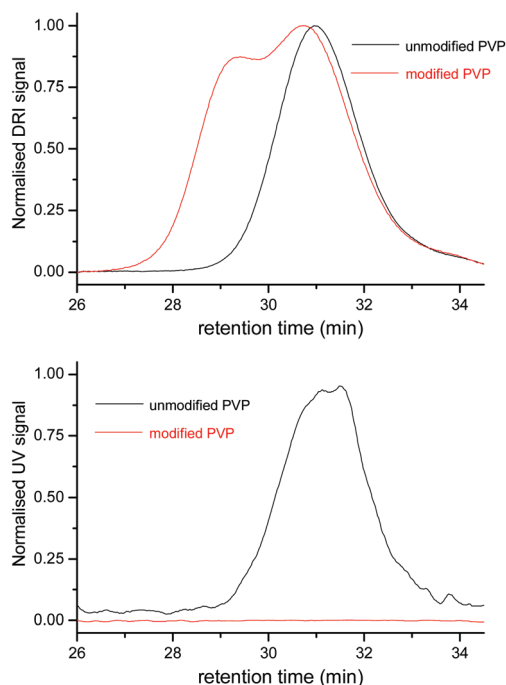 Normalised DRI signal
1.00
0.75
0.50
0.25
0.00
unmodified PVP
modified PVP
26 28 30 32 34
retention time (min)
Normalised UV signal
1.00
0.75
0.50
0.25
0.00
unmodified PVP
modified PVP
26 28 30 32 34
retention time (min)